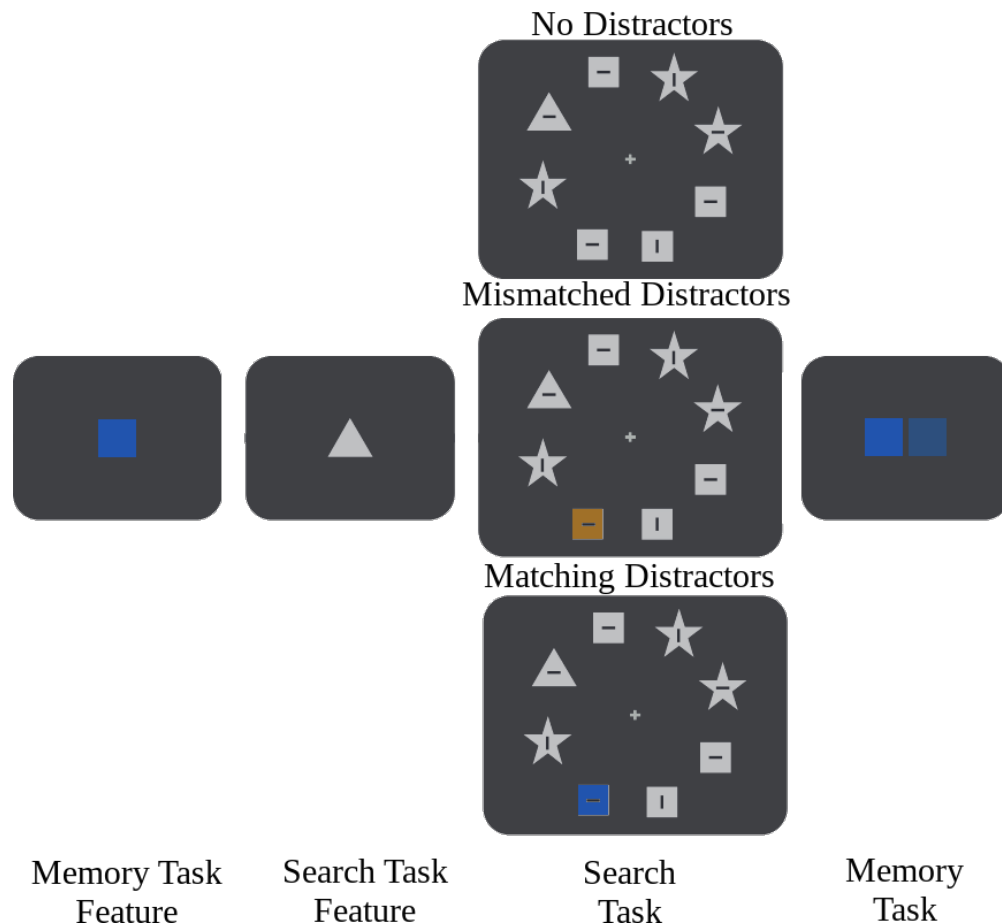 No Distractors
Mismatched Distractors
Matching Distractors
Memory Task
Feature
Search Task
Feature
Search
Task
Memory
Task